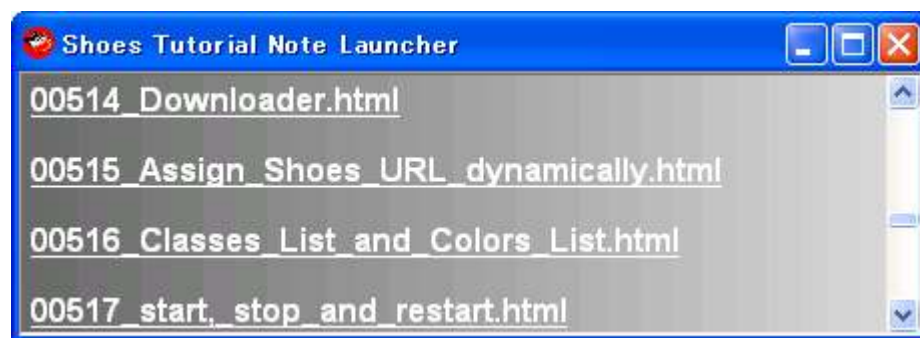 Shoes Tutorial Note Launcher
00514_Downloader.html
00515_Assign_Shoes_URL_dynamically.html
00516_Classes_List_and_Colors_List.html
00517_start,_stop_and_restart.html